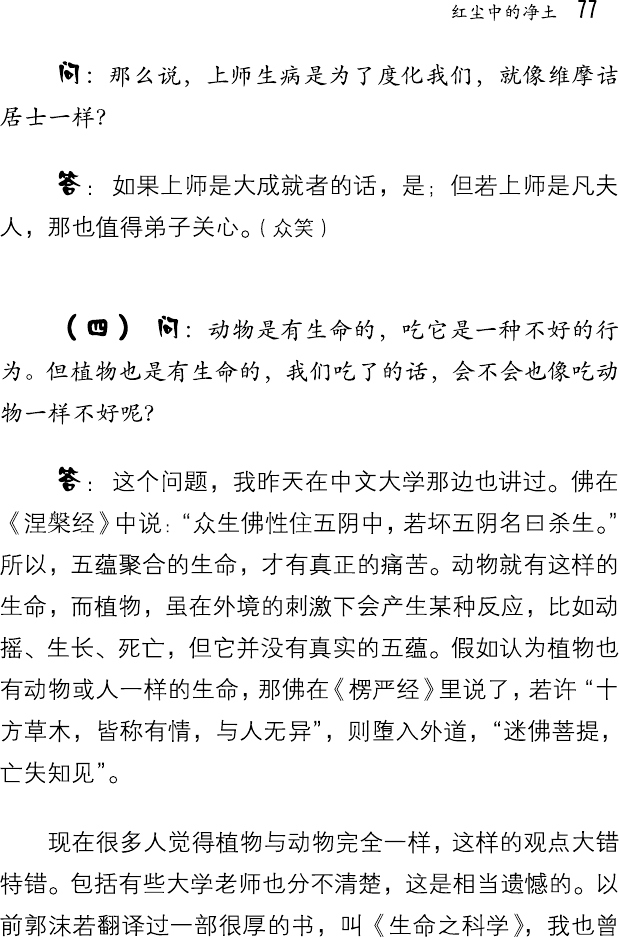 红尘中的净土 77
问：那么说，上师生病是为了度化我们，就像维摩诘
居士一样？
答：如果上师是大成就者的话，是；但若上师是凡夫
人，那也值得弟子关心。（众笑）
（四） 问：动物是有生命的，吃它是一种不好的行
为。但植物也是有生命的，我们吃了的话，会不会也像吃动
物一样不好呢？
答：这个问题，我昨天在中文大学那边也讲过。佛在
《涅槃经》中说：“众生佛性住五阴中，若坏五阴名曰杀生。”
所以，五蕴聚合的生命，才有真正的痛苦。动物就有这样的
生命，而植物，虽在外境的刺激下会产生某种反应，比如动
摇、生长、死亡，但它并没有真实的五蕴。假如认为植物也
有动物或人一样的生命，那佛在《楞严经》里说了，若许“十
方草木，皆称有情，与人无异”，则堕入外道，“迷佛菩提，
亡失知见”。
现在很多人觉得植物与动物完全一样，这样的观点大错
特错。包括有些大学老师也分不清楚，这是相当遗憾的。以
前郭沫若翻译过一部很厚的书，叫《生命之科学》，我也曾